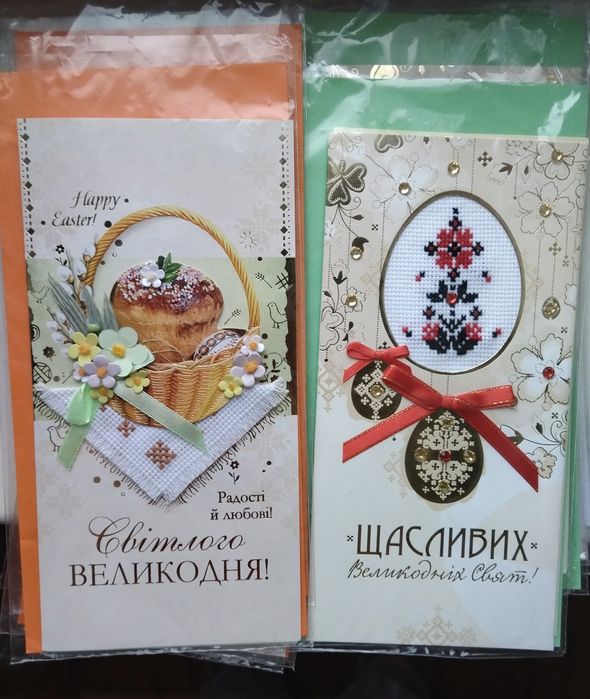 Happy
Easter!
Радості
й любові!
Світлого
ВЕЛИКОДНЯ!
ЩАСЛИВИХ
Великодніх Свят!